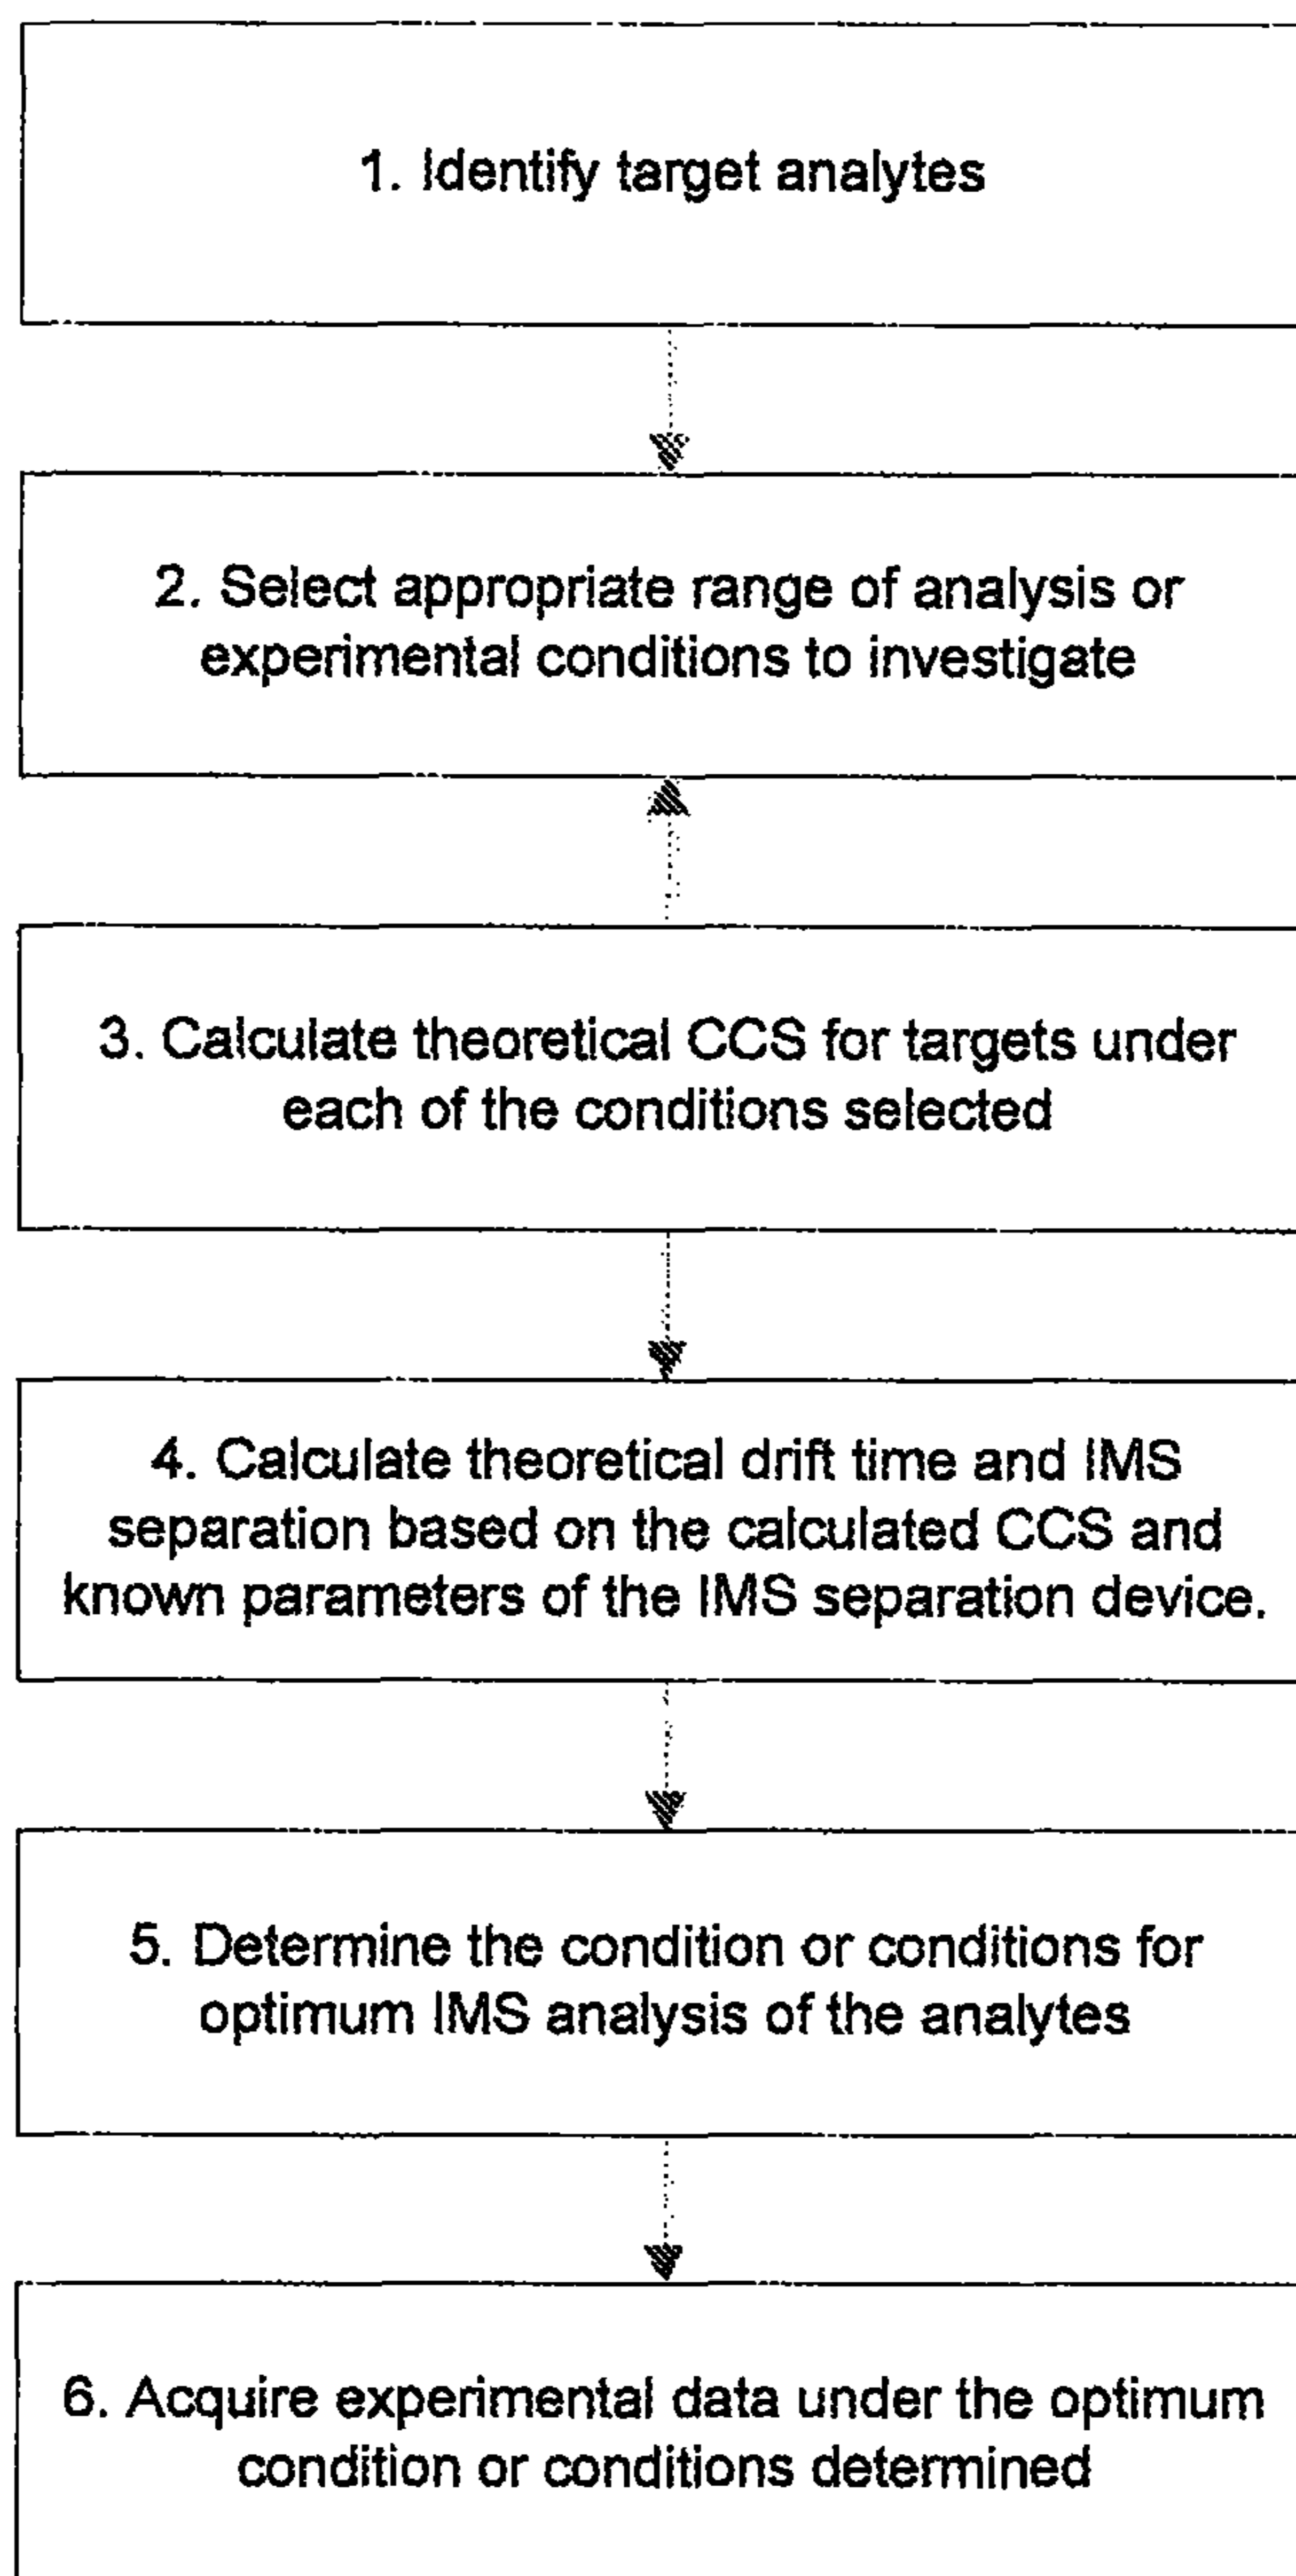 1. Identify target analytes
2. Select appropriate range of analysis or
experimental conditions to investigate
3. Calculate theoretical CCS for targets under
each of the conditions selected
4. Calculate theoretical drift time and IMS
separation based on the calculated CCS and
known parameters of the IMS separation device.
5. Determine the condition or conditions for
optimum IMS analysis of the analytes
6. Acquire experimental data under the optimum
condition or conditions determined